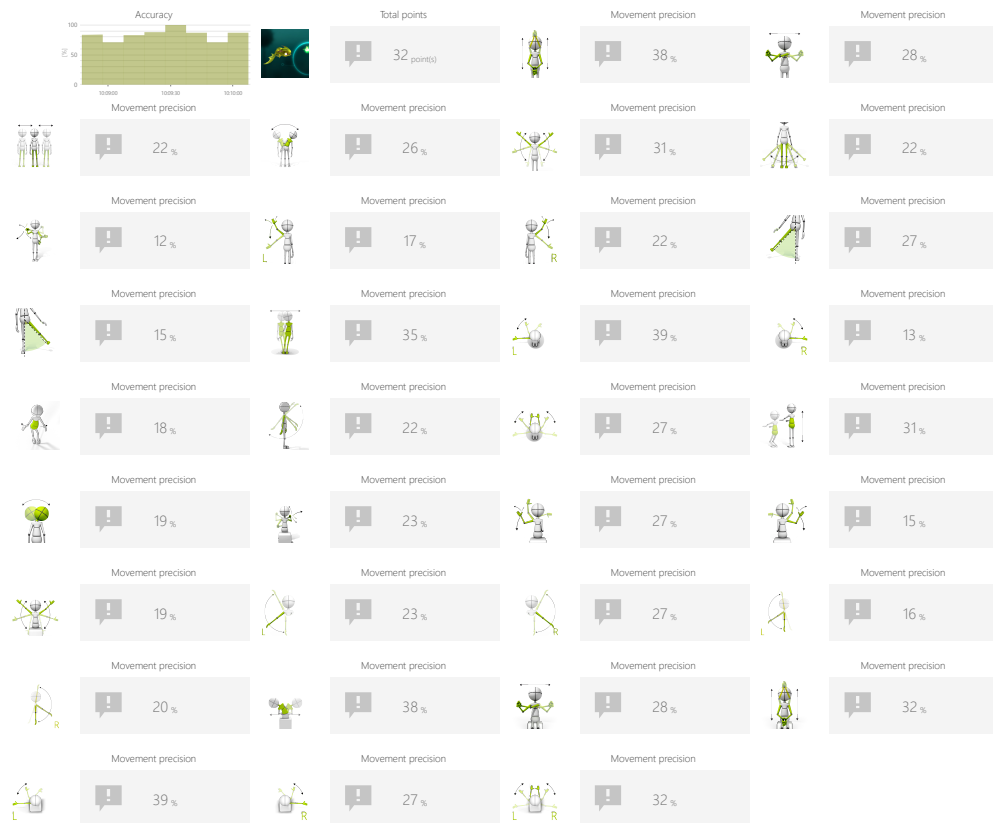 Accuracy
Total points
Movement precision
Movement precision
100
50
0
(%)
10:09:00
10:09:30
10:10:00
32 point(s)
38 %
28 %
Movement precision
Movement precision
Movement precision
Movement precision
22 %
26 %
31 %
22 %
Movement precision
Movement precision
Movement precision
Movement precision
12 %
L
17 %
R
22 %
27 %
Movement precision
Movement precision
Movement precision
Movement precision
15 %
35 %
L
39 %
R
13 %
Movement precision
Movement precision
Movement precision
Movement precision
18 %
22 %
27 %
31 %
Movement precision
Movement precision
Movement precision
Movement precision
19 %
23 %
27 %
15 %
Movement precision
Movement precision
Movement precision
Movement precision
19 %
L
23 %
R
27 %
L
16 %
Movement precision
Movement precision
Movement precision
Movement precision
R
20 %
38 %
28 %
32 %
Movement precision
Movement precision
Movement precision
L
39 %
R
27 %
L
R
32 %